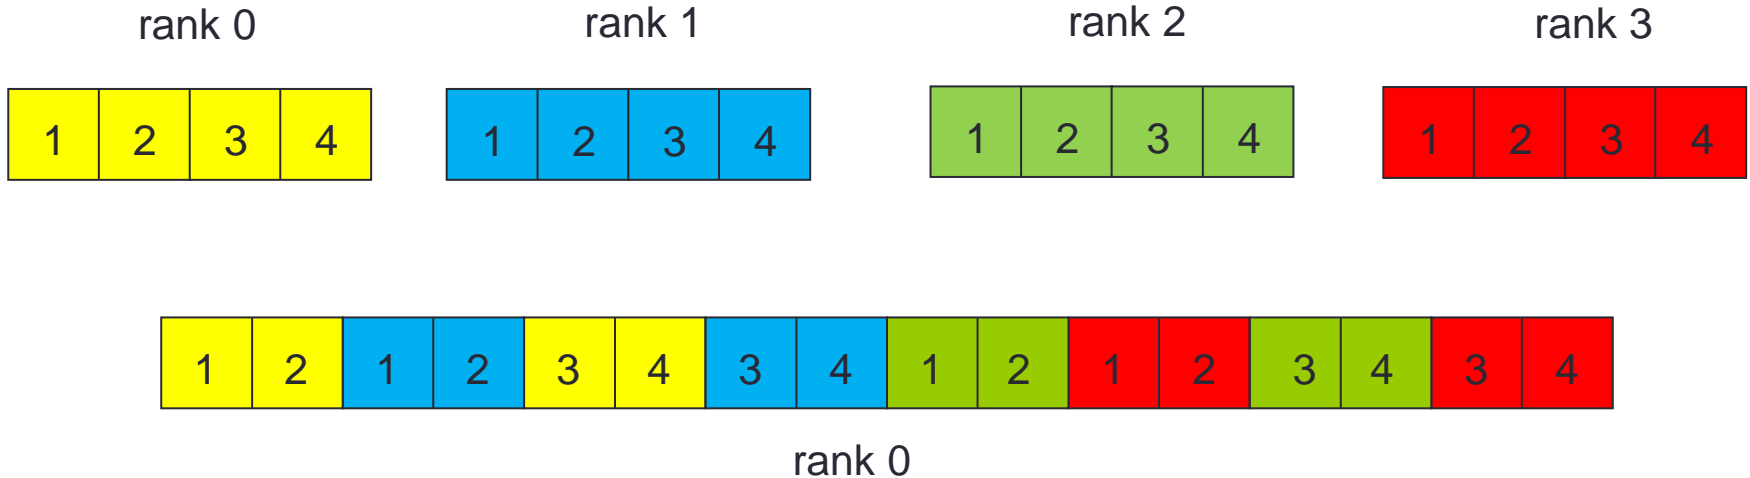 rank 0 rank 1 rank 2 rank 3
1 2 3 4 1 2 3 4 1 2 3 4 1 2 3 4
1 2 1 2 3 4 3 4 1 2 1 2 3 4 3 4
rank 0